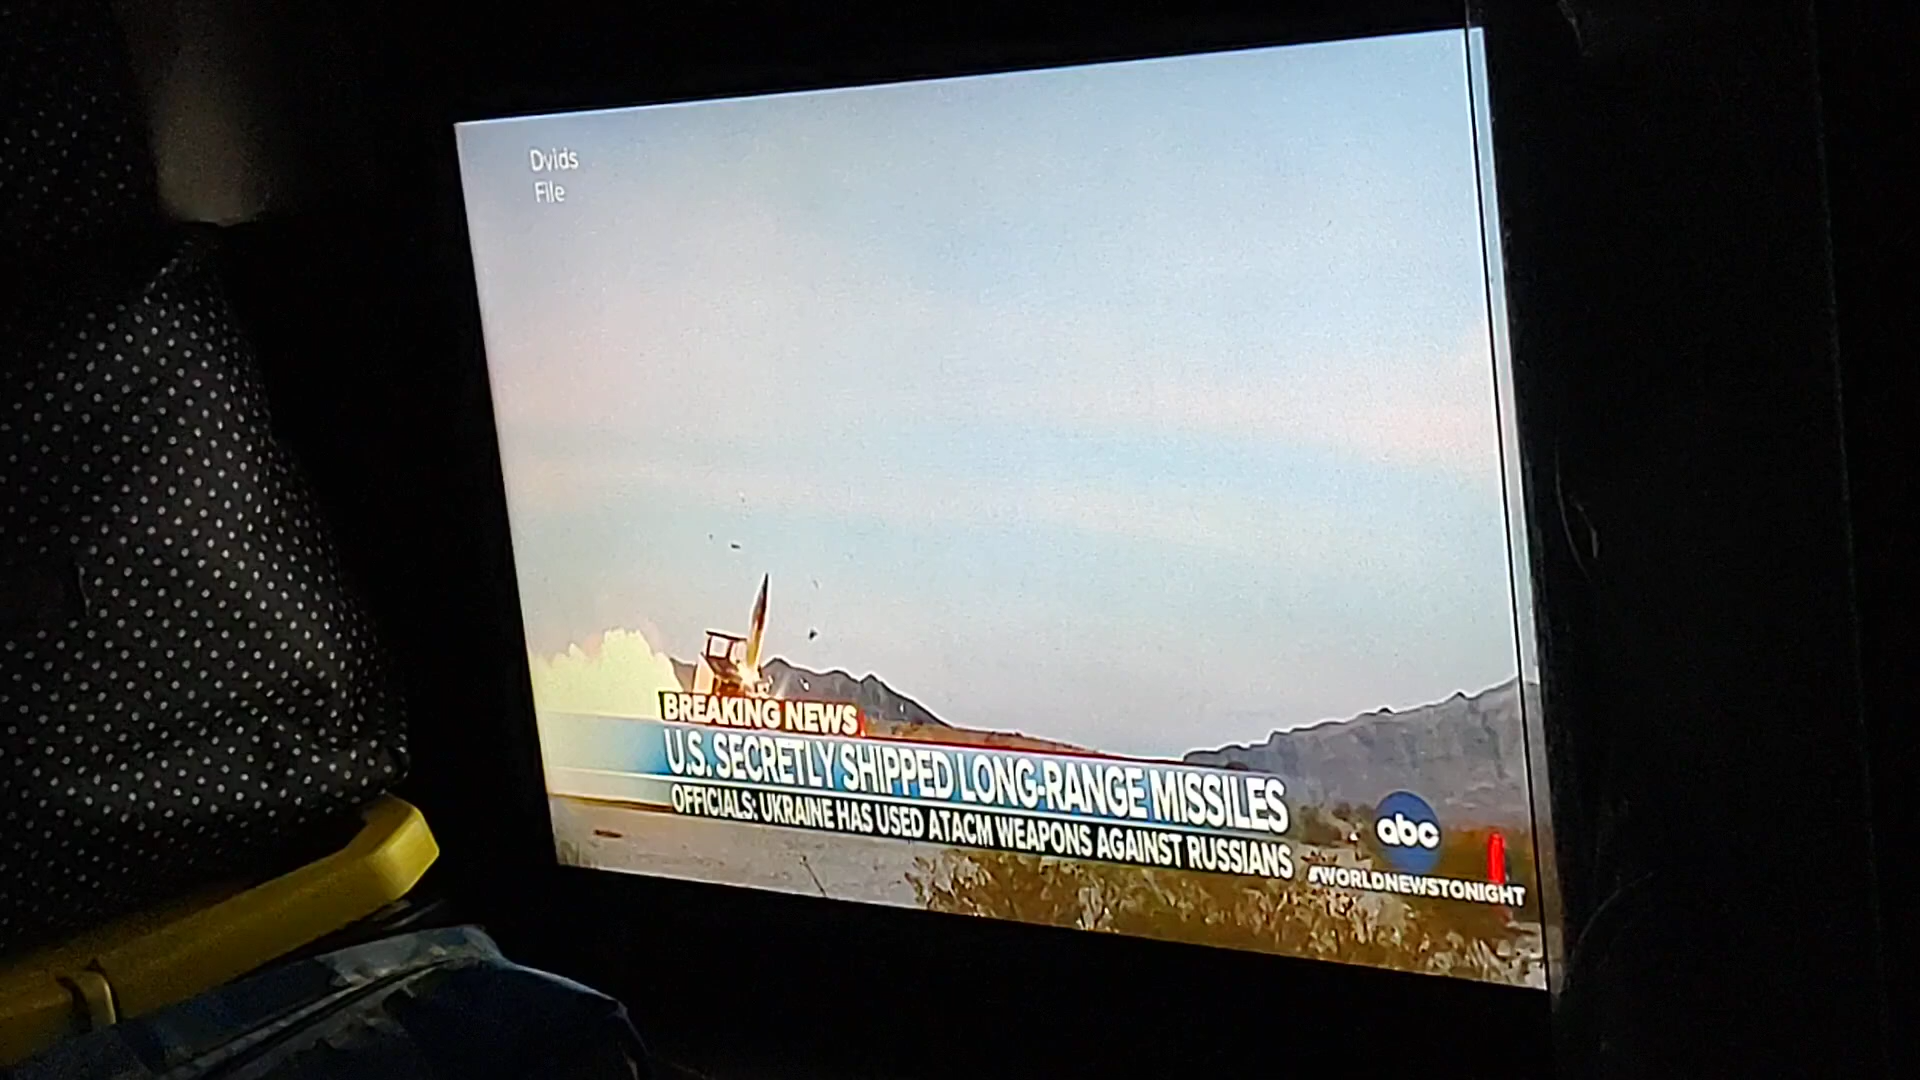 Dvids
File
BREAKING NEWS
U.S. SECRETLY SHIPPED LONG-RANGE MISSILES
OFFICIALS: UKRAINE HAS USED ATACM WEAPONS AGAINST RUSSIANS
abc
#WORLDNEWSTONIGHT